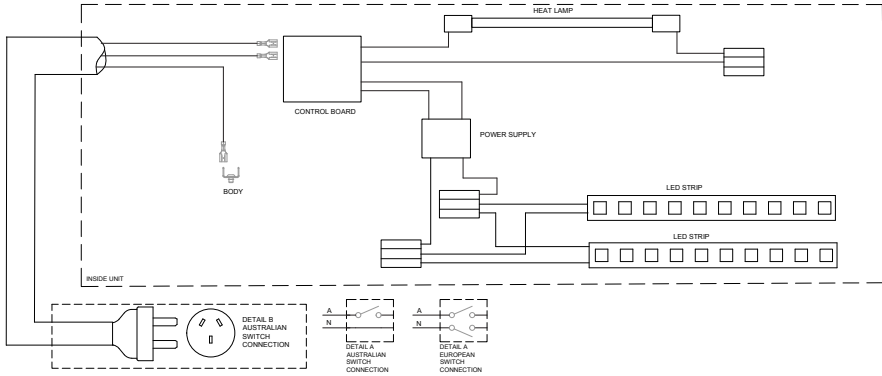 HEAT LAMP
CONTROL BOARD
POWER SUPPLY
BODY
LED STRIP
LED STRIP
INSIDE UNIT
DETAIL B
AUSTRALIAN
SWITCH
CONNECTION
A
N
DETAIL A
AUSTRALIAN
SWITCH
CONNECTION
A
N
DETAIL A
EUROPEAN
SWITCH
CONNECTION